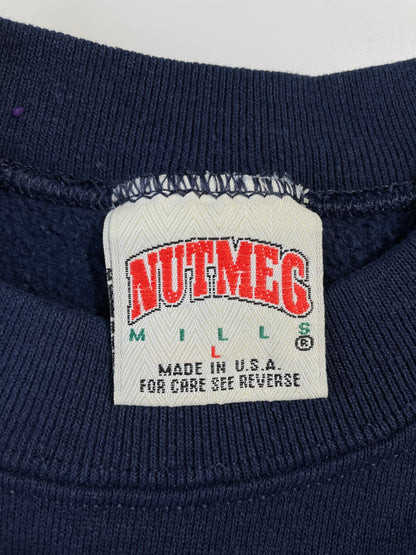 NUTMEG
MILLS ®
L
MADE IN U.S.A.
FOR CARE SEE REVERSE